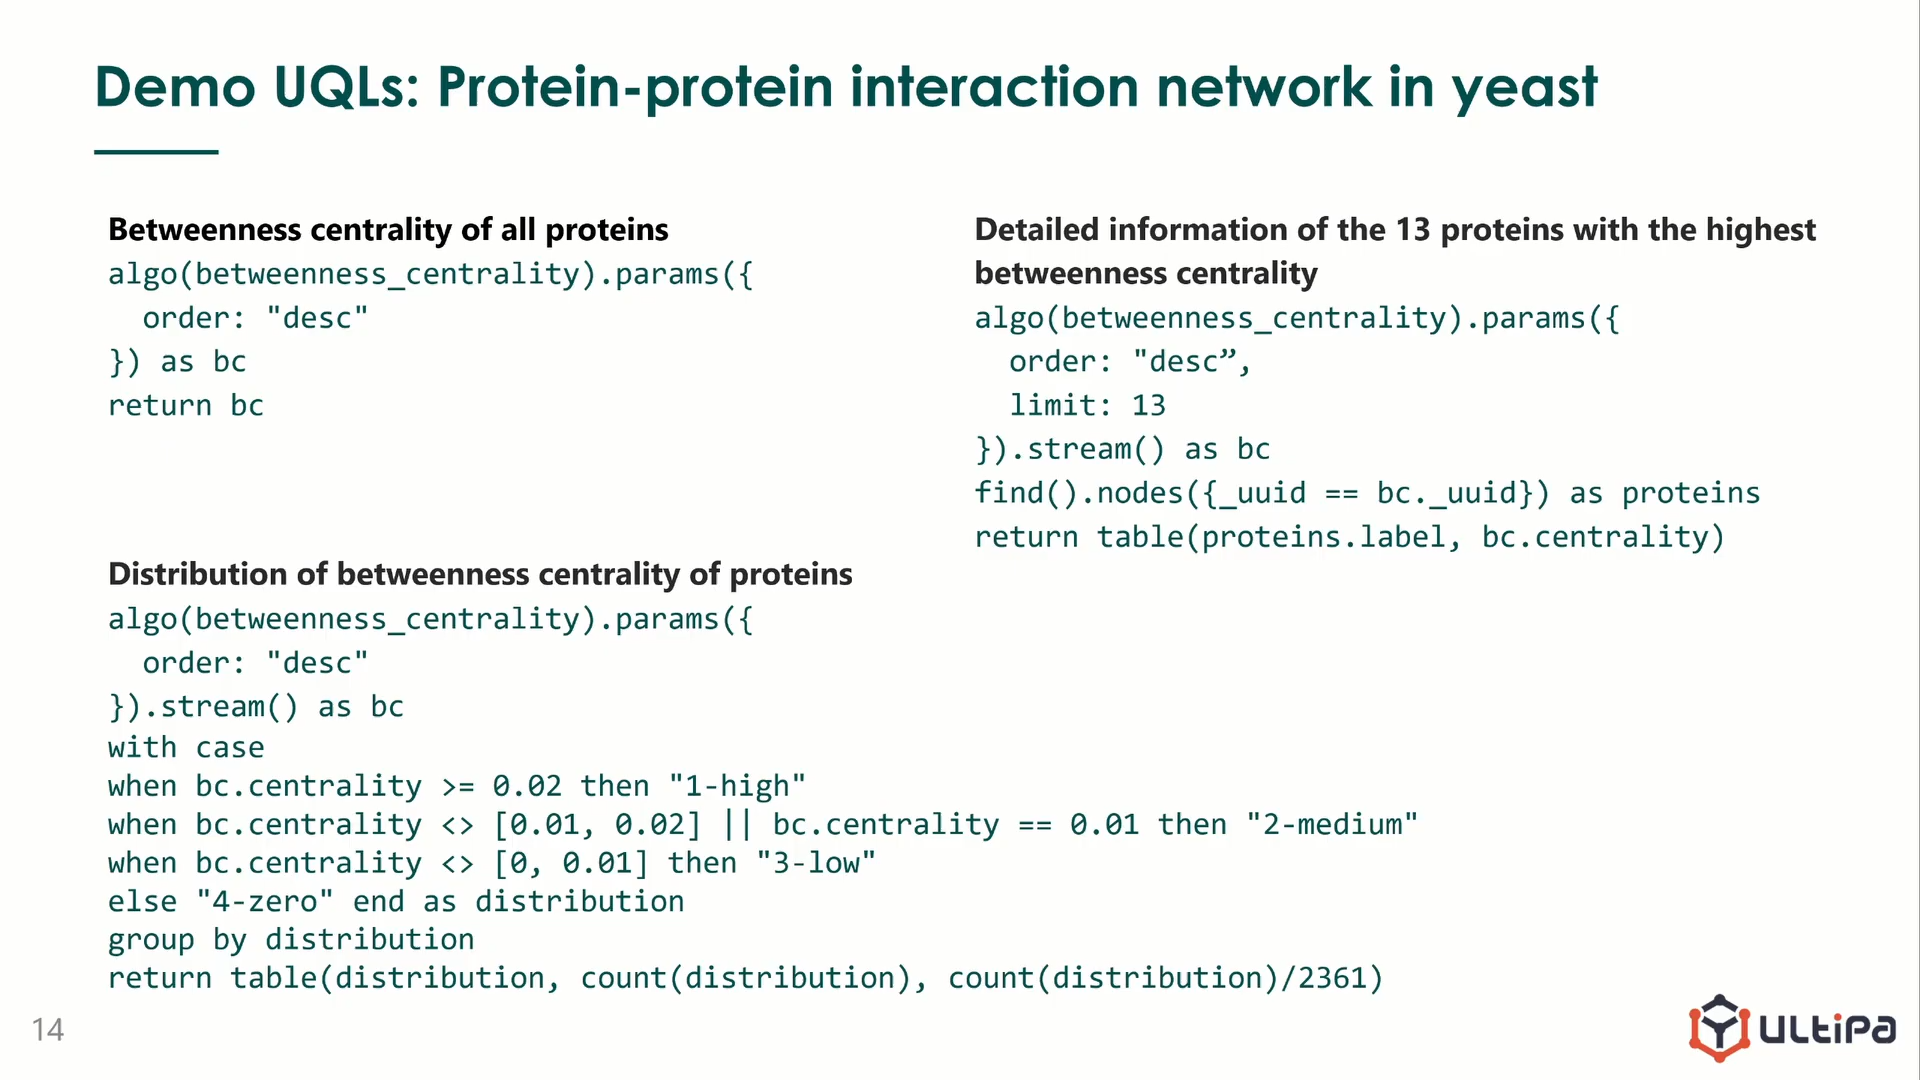 Demo UQLs: Protein-protein interaction network in yeast
Betweenness centrality of all proteins
algo(betweenness_centrality).params({
  order: "desc"
}) as bc
return bc
Distribution of betweenness centrality of proteins
algo(betweenness_centrality).params({
  order: "desc"
}).stream() as bc
with case
when bc.centrality >= 0.02 then "1-high"
when bc.centrality <> [0.01, 0.02] || bc.centrality == 0.01 then "2-medium"
when bc.centrality <> [0, 0.01] then "3-low"
else "4-zero" end as distribution
group by distribution
return table(distribution, count(distribution), count(distribution)/2361)
Detailed information of the 13 proteins with the highest
betweenness centrality
algo(betweenness_centrality).params({
  order: "desc”,
  limit: 13
}).stream() as bc
find().nodes({_uuid == bc._uuid}) as proteins
return table(proteins.label, bc.centrality)
14
ULtiPa